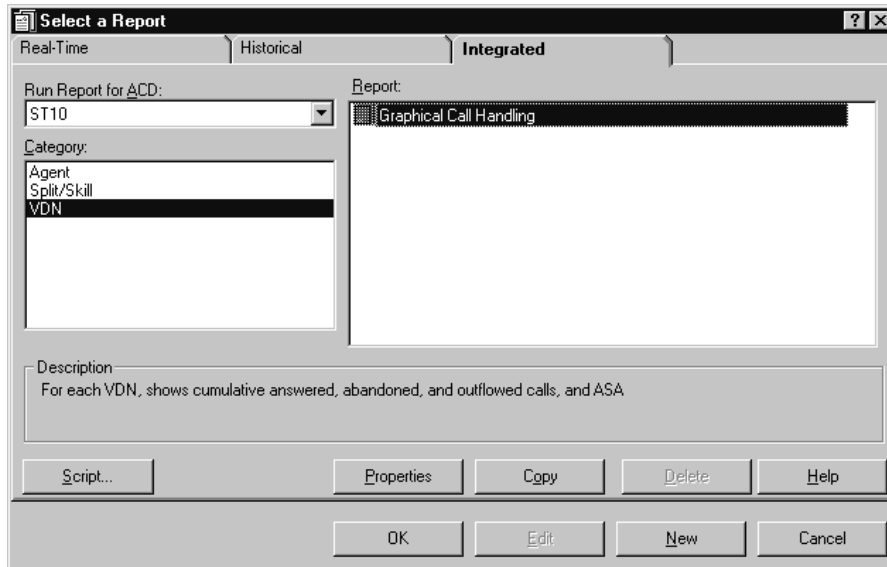 Select a Report
Real-Time
Historical
Integrated
Run Report for ACD:
ST10
Category:
Agent
Split/Skill
VDN
Report:
Graphical Call Handling
Description
For each VDN, shows cumulative answered, abandoned, and outflowed calls, and ASA
Script...
Properties
Copy
Delete
Help
OK
Edit
New
Cancel